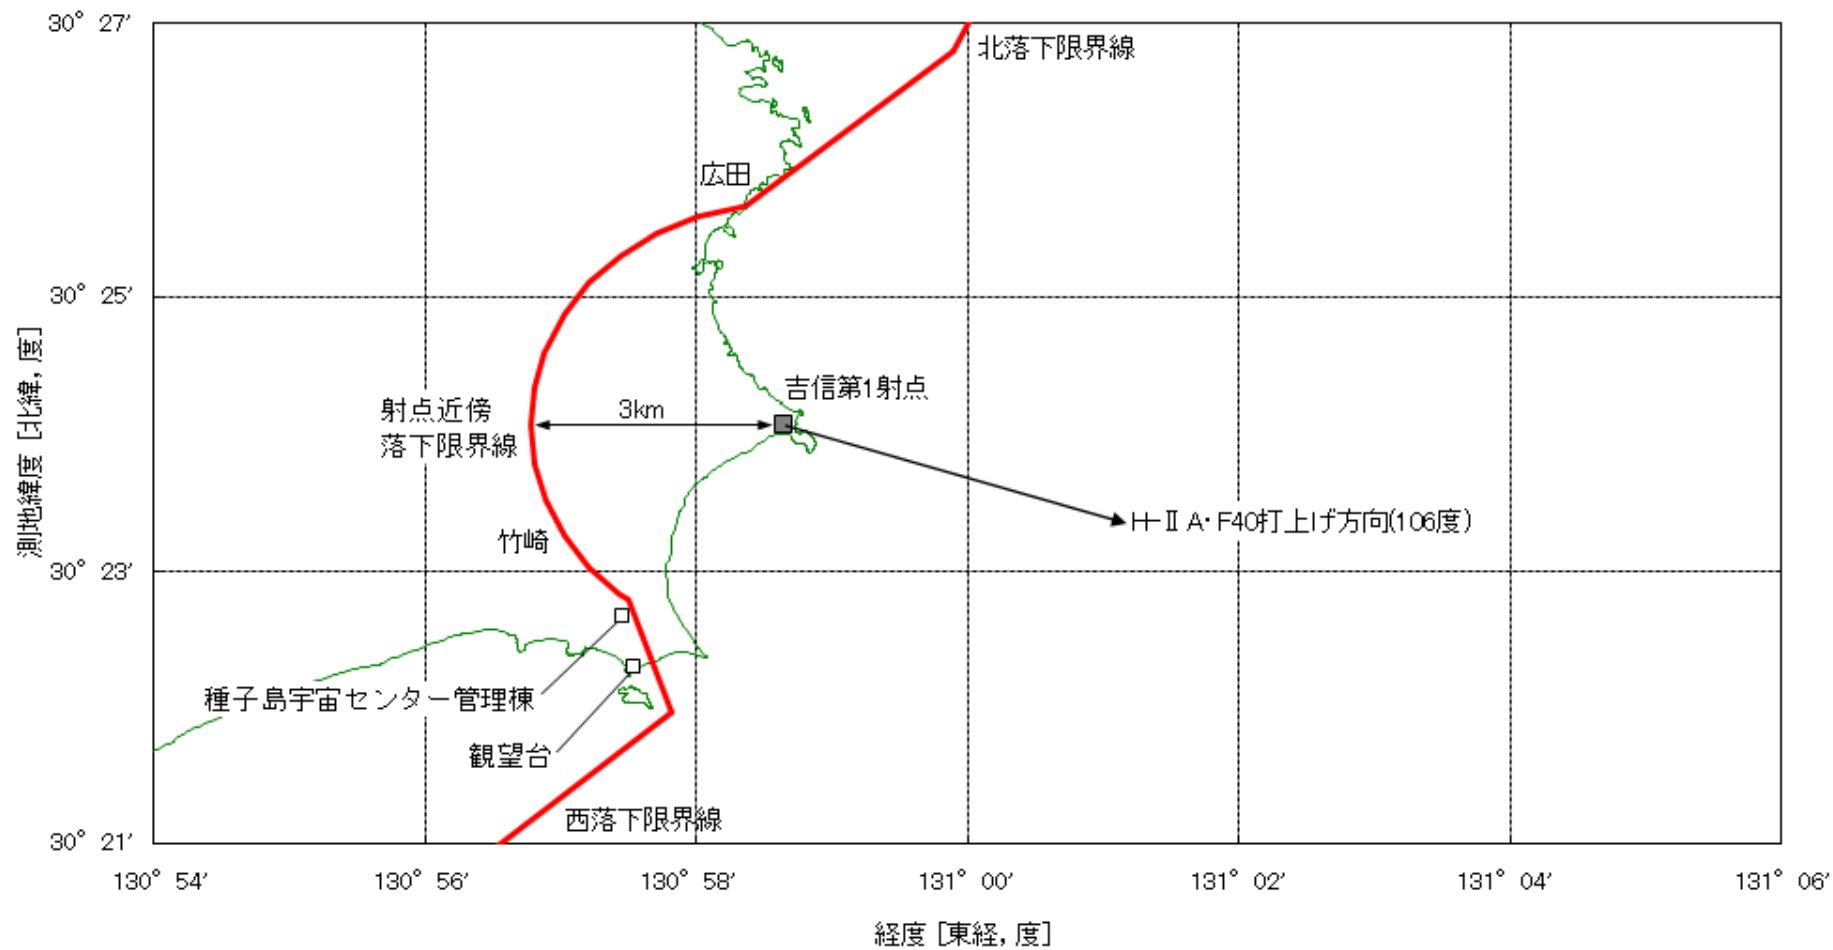 30° 27′
北落下限界線
広田
30° 25′
吉信第1射点
3km
射点近傍
落下限界線
測地緯度 [北緯, 度]
H-ⅡA・F40打上げ方向(106度)
竹崎
30° 23′
種子島宇宙センター管理棟
観望台
西落下限界線
30° 21′
130° 54′
130° 56′
130° 58′
131° 00′
131° 02′
131° 04′
131° 06′
経度 [東経, 度]